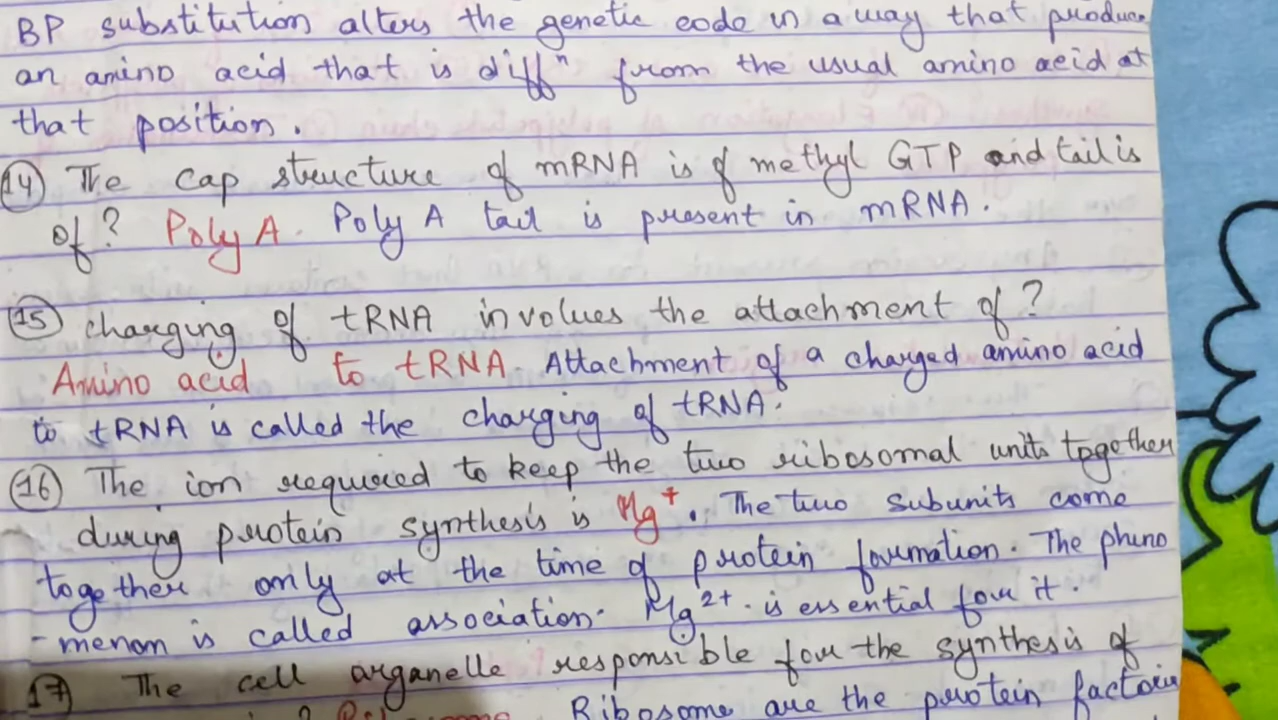 BP substitution alters the genetic code in a way that produce
an amino acid that is diffⁿ from the usual amino acid at
that position.
(14) The cap structure of mRNA is of methyl GTP and tail is
of? Poly A. Poly A tail is present in mRNA.
(15) charging of tRNA involves the attachment of?
Amino acid to tRNA. Attachment of a charged amino acid
to tRNA is called the charging of tRNA.
(16) The ion required to keep the two ribosomal units together
during protein synthesis is Mg⁺. The two subunits come
together only at the time of protein formation. The pheno
-menon is called association. Mg²⁺ is essential for it.
17) The cell organelle responsible for the synthesis of
? Ribosome are the protein